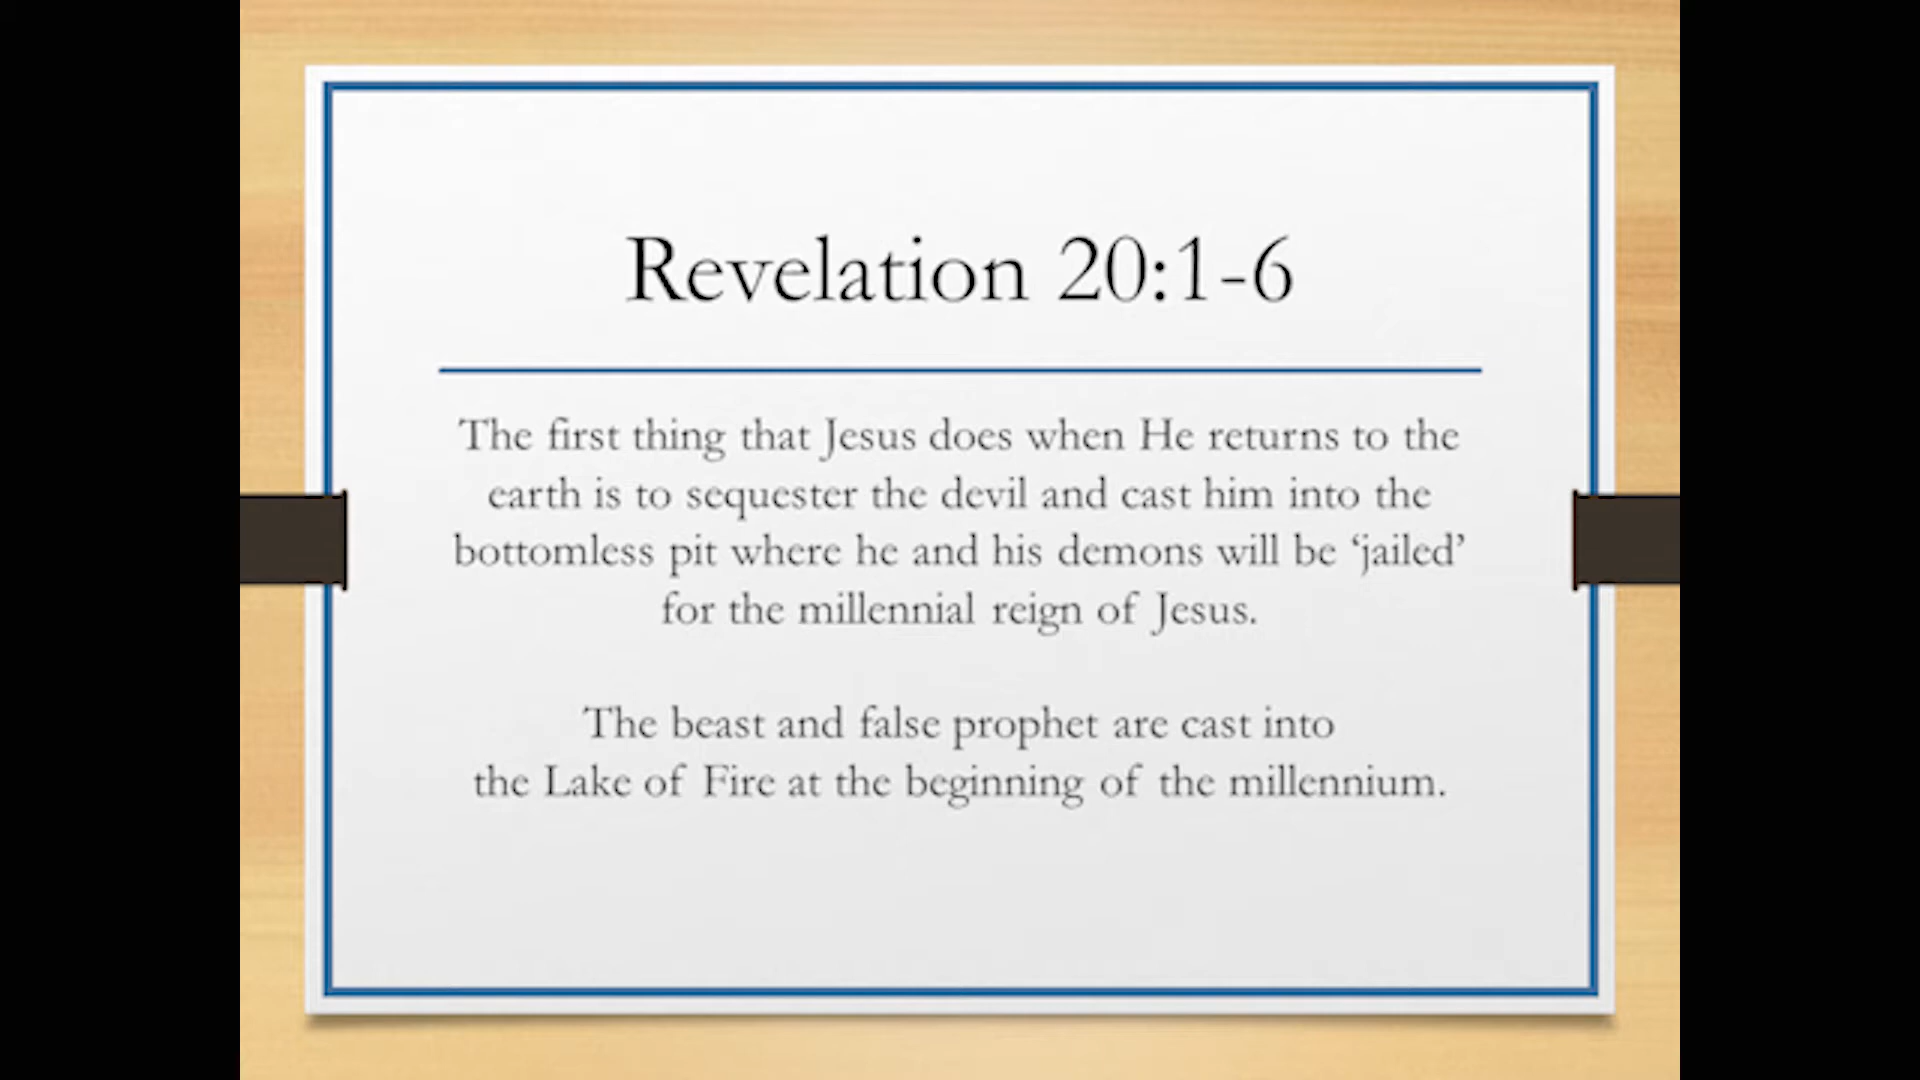 Revelation 20:1-6
The first thing that Jesus does when He returns to the
earth is to sequester the devil and cast him into the
bottomless pit where he and his demons will be ‘jailed’
for the millennial reign of Jesus.
The beast and false prophet are cast into
the Lake of Fire at the beginning of the millennium.